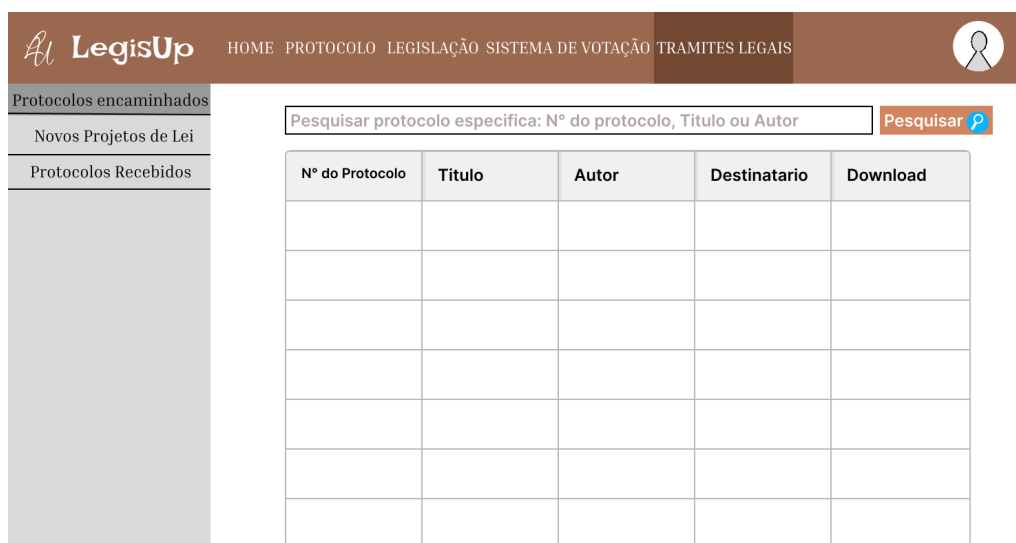 LegisUp
HOME PROTOCOLO LEGISLAÇÃO SISTEMA DE VOTAÇÃO TRAMITES LEGAIS
Protocolos encaminhados
Novos Projetos de Lei
Protocolos Recebidos
Pesquisar protocolo especifica: N° do protocolo, Titulo ou Autor
Pesquisar
N° do Protocolo Titulo Autor Destinatario Download